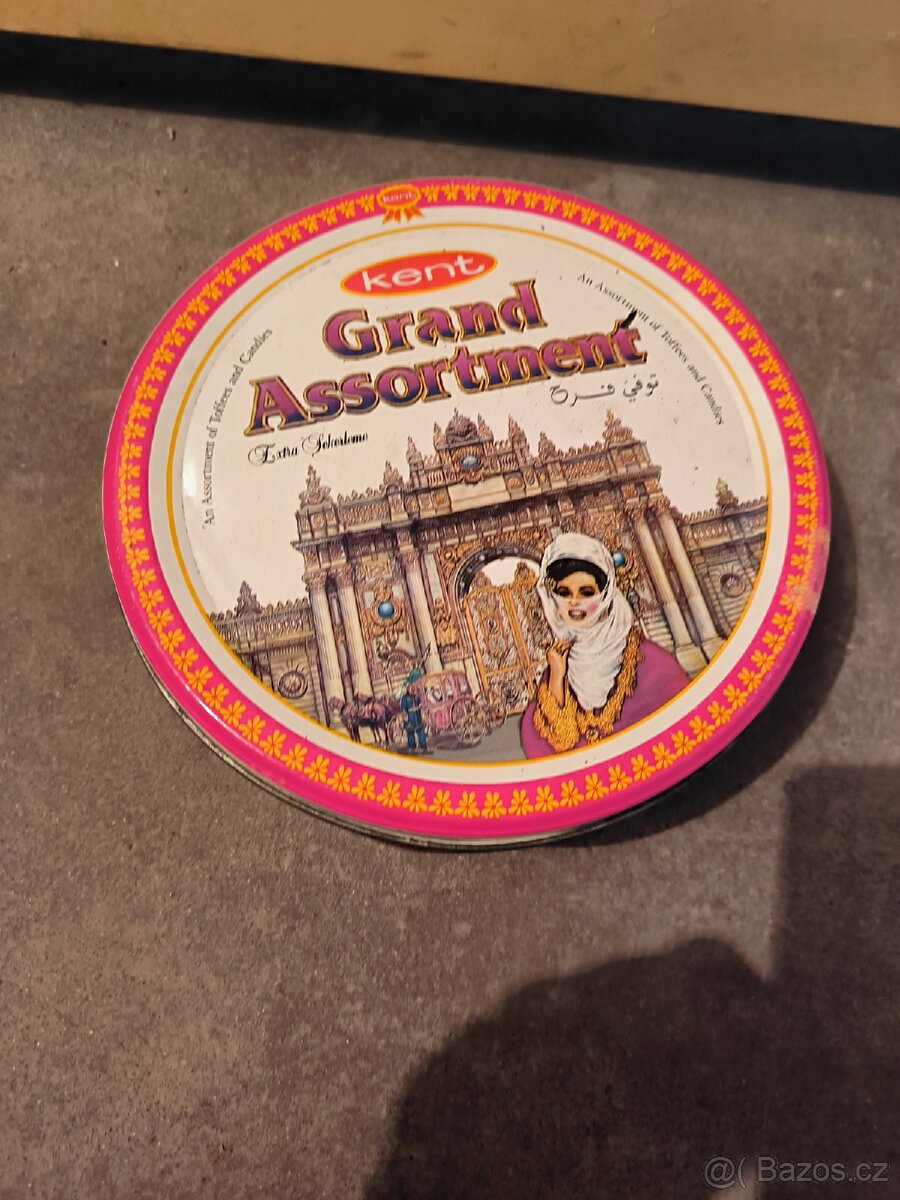 kent
kent
Grand
Assortment
An Assortment of Toffees and Candies
An Assortment of Toffees and Candies
توفي فرح
Extra Şekerleme
@( Bazos.cz